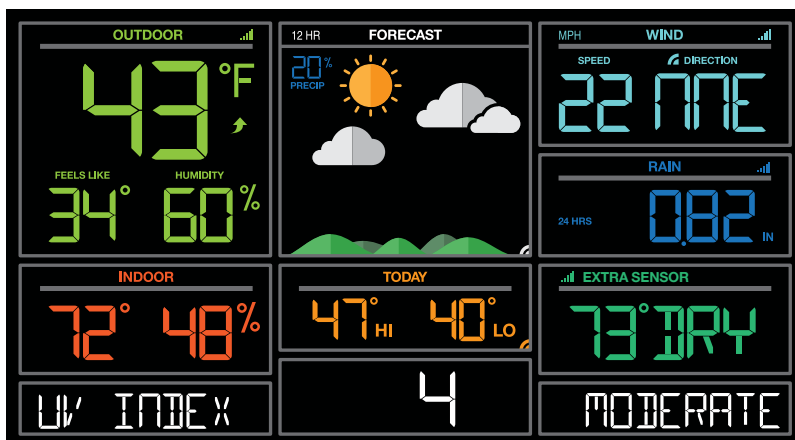 OUTDOOR
43°F
FEELS LIKE HUMIDITY
34° 60%
12 HR FORECAST
20%
PRECIP
MPH WIND
SPEED DIRECTION
22 NNE
RAIN
24 HRS 0.82 IN
INDOOR
72° 48%
TODAY
47° HI 40° LO
EXTRA SENSOR
73° DRY
UV INDEX
4
MODERATE